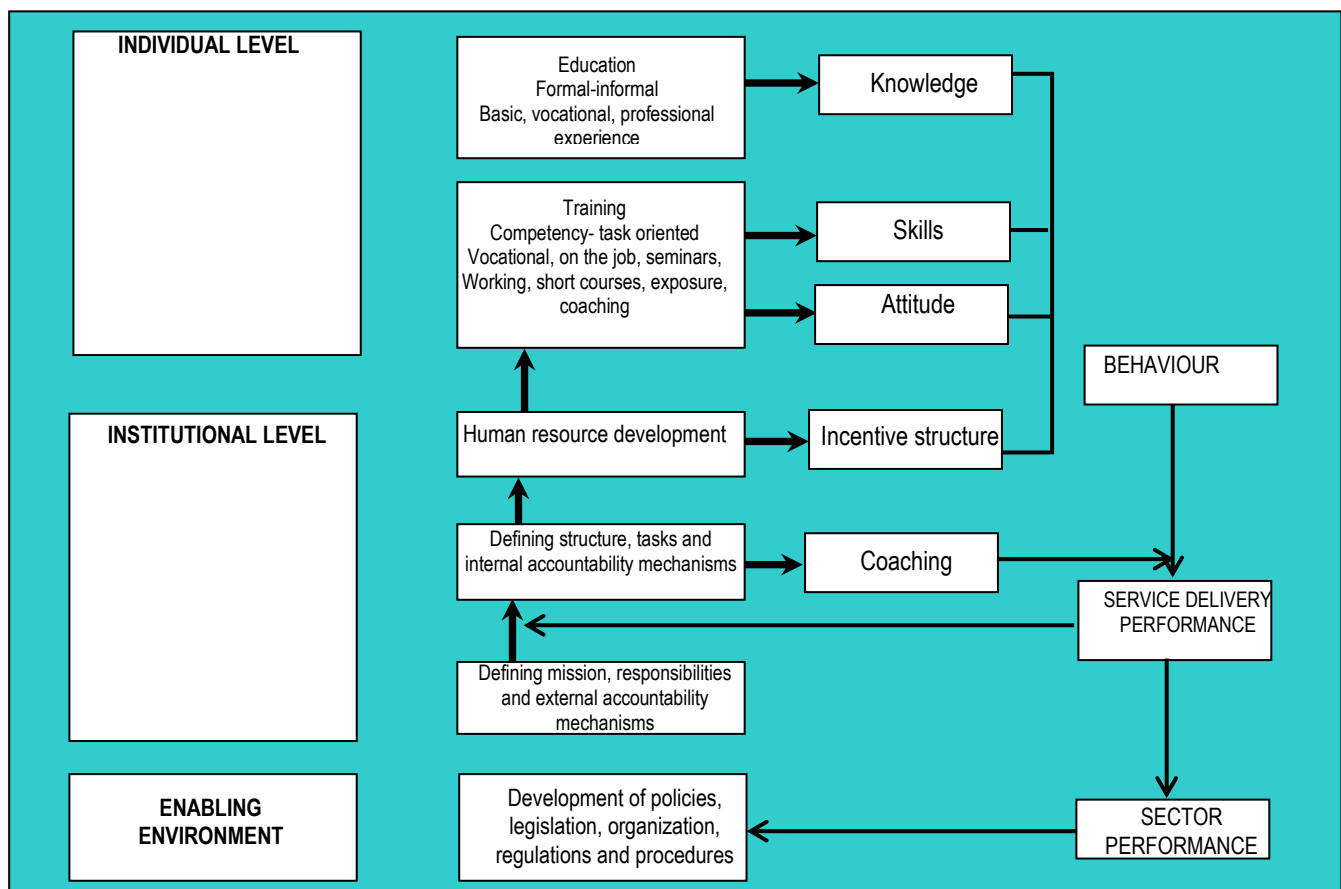 INDIVIDUAL LEVEL
Education
Formal-informal
Basic, vocational, professional
experience
Knowledge
Training
Competency- task oriented
Vocational, on the job, seminars,
Working, short courses, exposure,
coaching
Skills
Attitude
BEHAVIOUR
INSTITUTIONAL LEVEL
Human resource development
Incentive structure
Defining structure, tasks and
internal accountability mechanisms
Coaching
SERVICE DELIVERY
PERFORMANCE
Defining mission, responsibilities
and external accountability
mechanisms
ENABLING
ENVIRONMENT
Development of policies,
legislation, organization,
regulations and procedures
SECTOR
PERFORMANCE